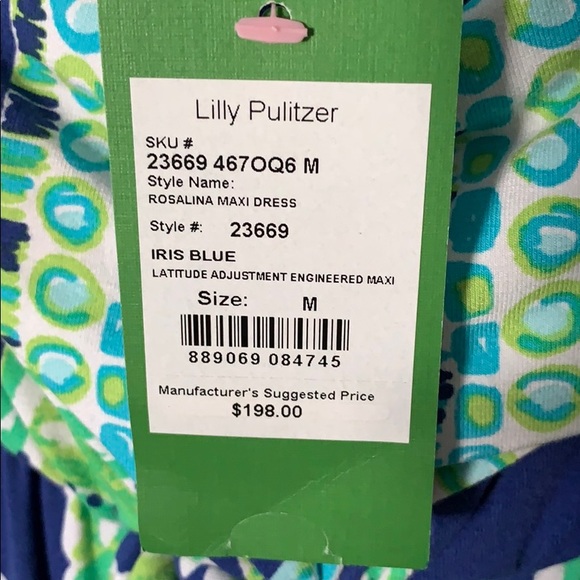 Lilly Pulitzer
SKU #
23669 467OQ6 M
Style Name:
ROSALINA MAXI DRESS
Style #: 23669
IRIS BLUE
LATITUDE ADJUSTMENT ENGINEERED MAXI
Size: M
889069 084745
Manufacturer's Suggested Price
$198.00